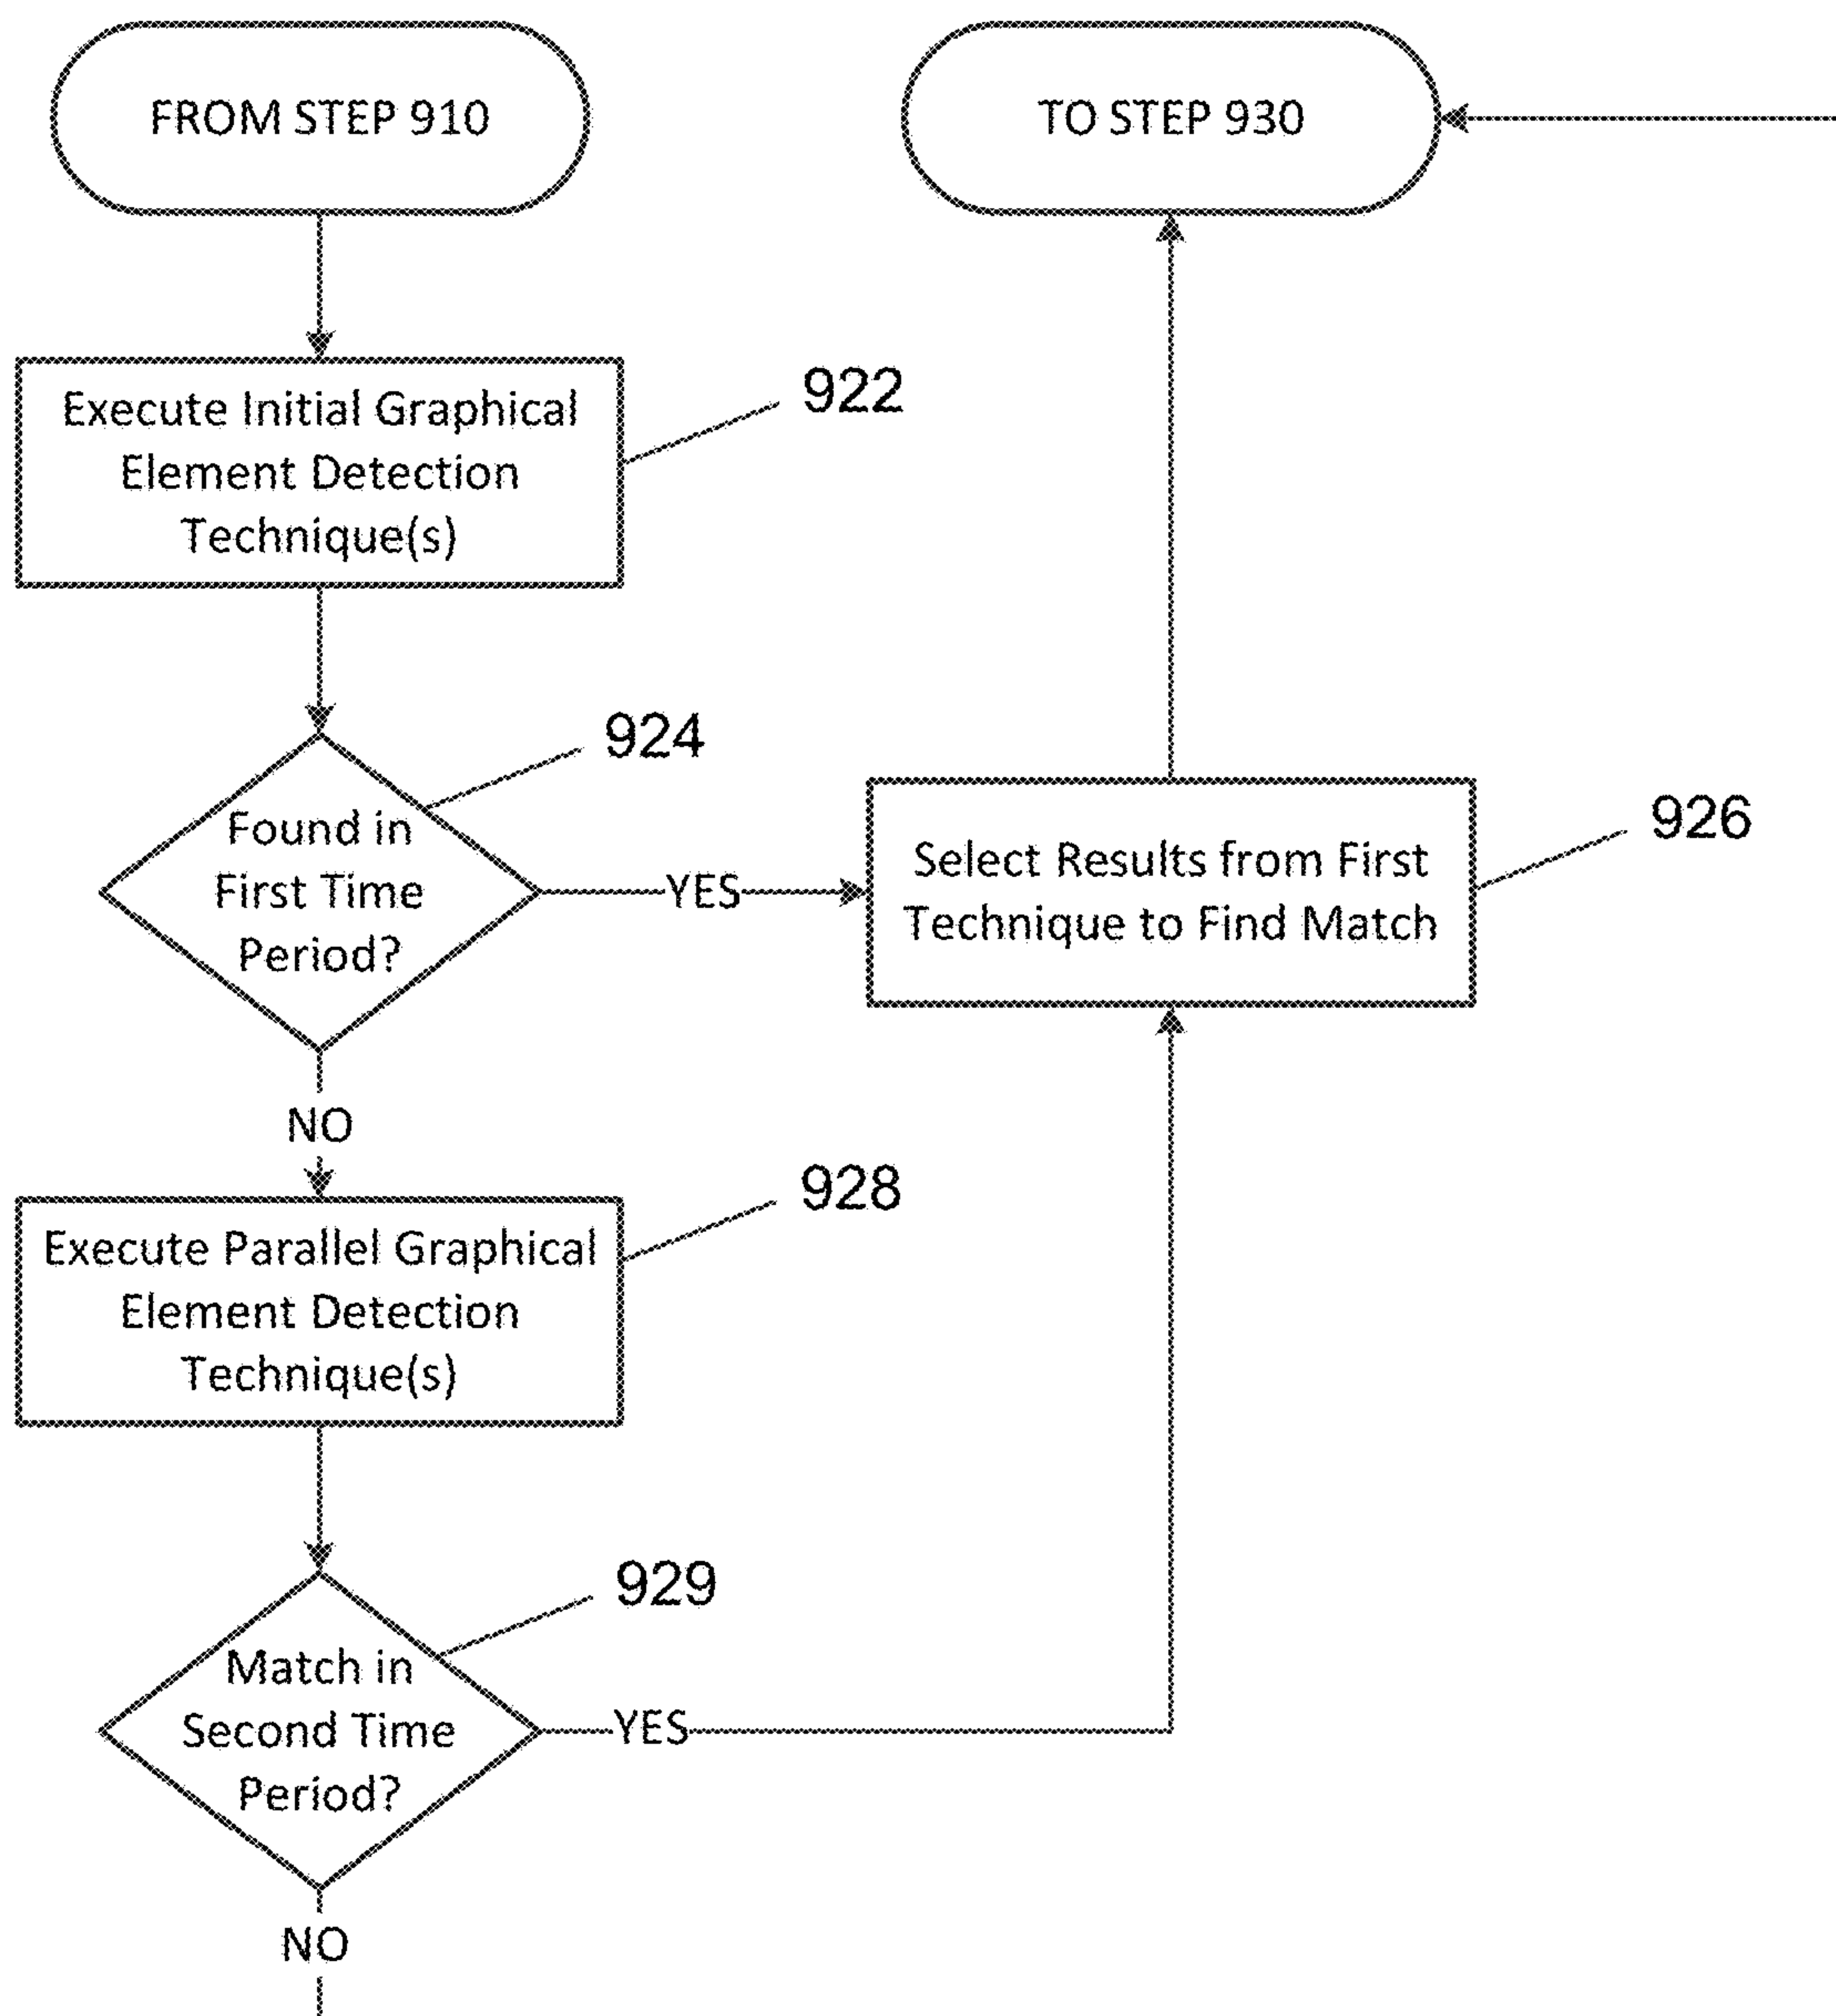 FROM STEP 910
TO STEP 930
Execute Initial Graphical
Element Detection
Technique(s)
922
Found in
First Time
Period?
924
YES
Select Results from First
Technique to Find Match
926
NO
Execute Parallel Graphical
Element Detection
Technique(s)
928
Match in
Second Time
Period?
929
YES
NO